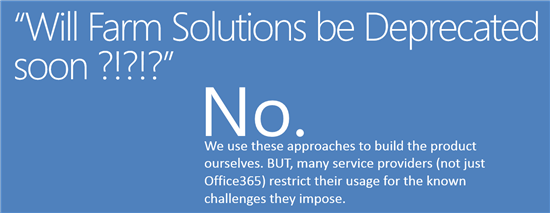 “Will Farm Solutions be Deprecated
soon ?!?!?”
No.
We use these approaches to build the product
ourselves. BUT, many service providers (not just
Office365) restrict their usage for the known
challenges they impose.